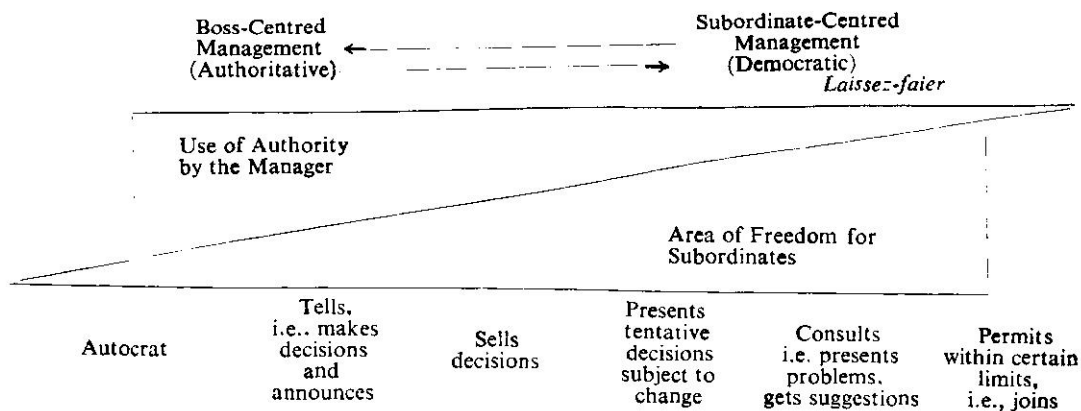 Boss-Centred
Management
(Authoritative)
Subordinate-Centred
Management
(Democratic)
Laissez-faier
Use of Authority
by the Manager
Area of Freedom for
Subordinates
Autocrat
Tells,
i.e.. makes
decisions
and
announces
Sells
decisions
Presents
tentative
decisions
subject to
change
Consults
i.e. presents
problems.
gets suggestions
Permits
within certain
limits,
i.e., joins